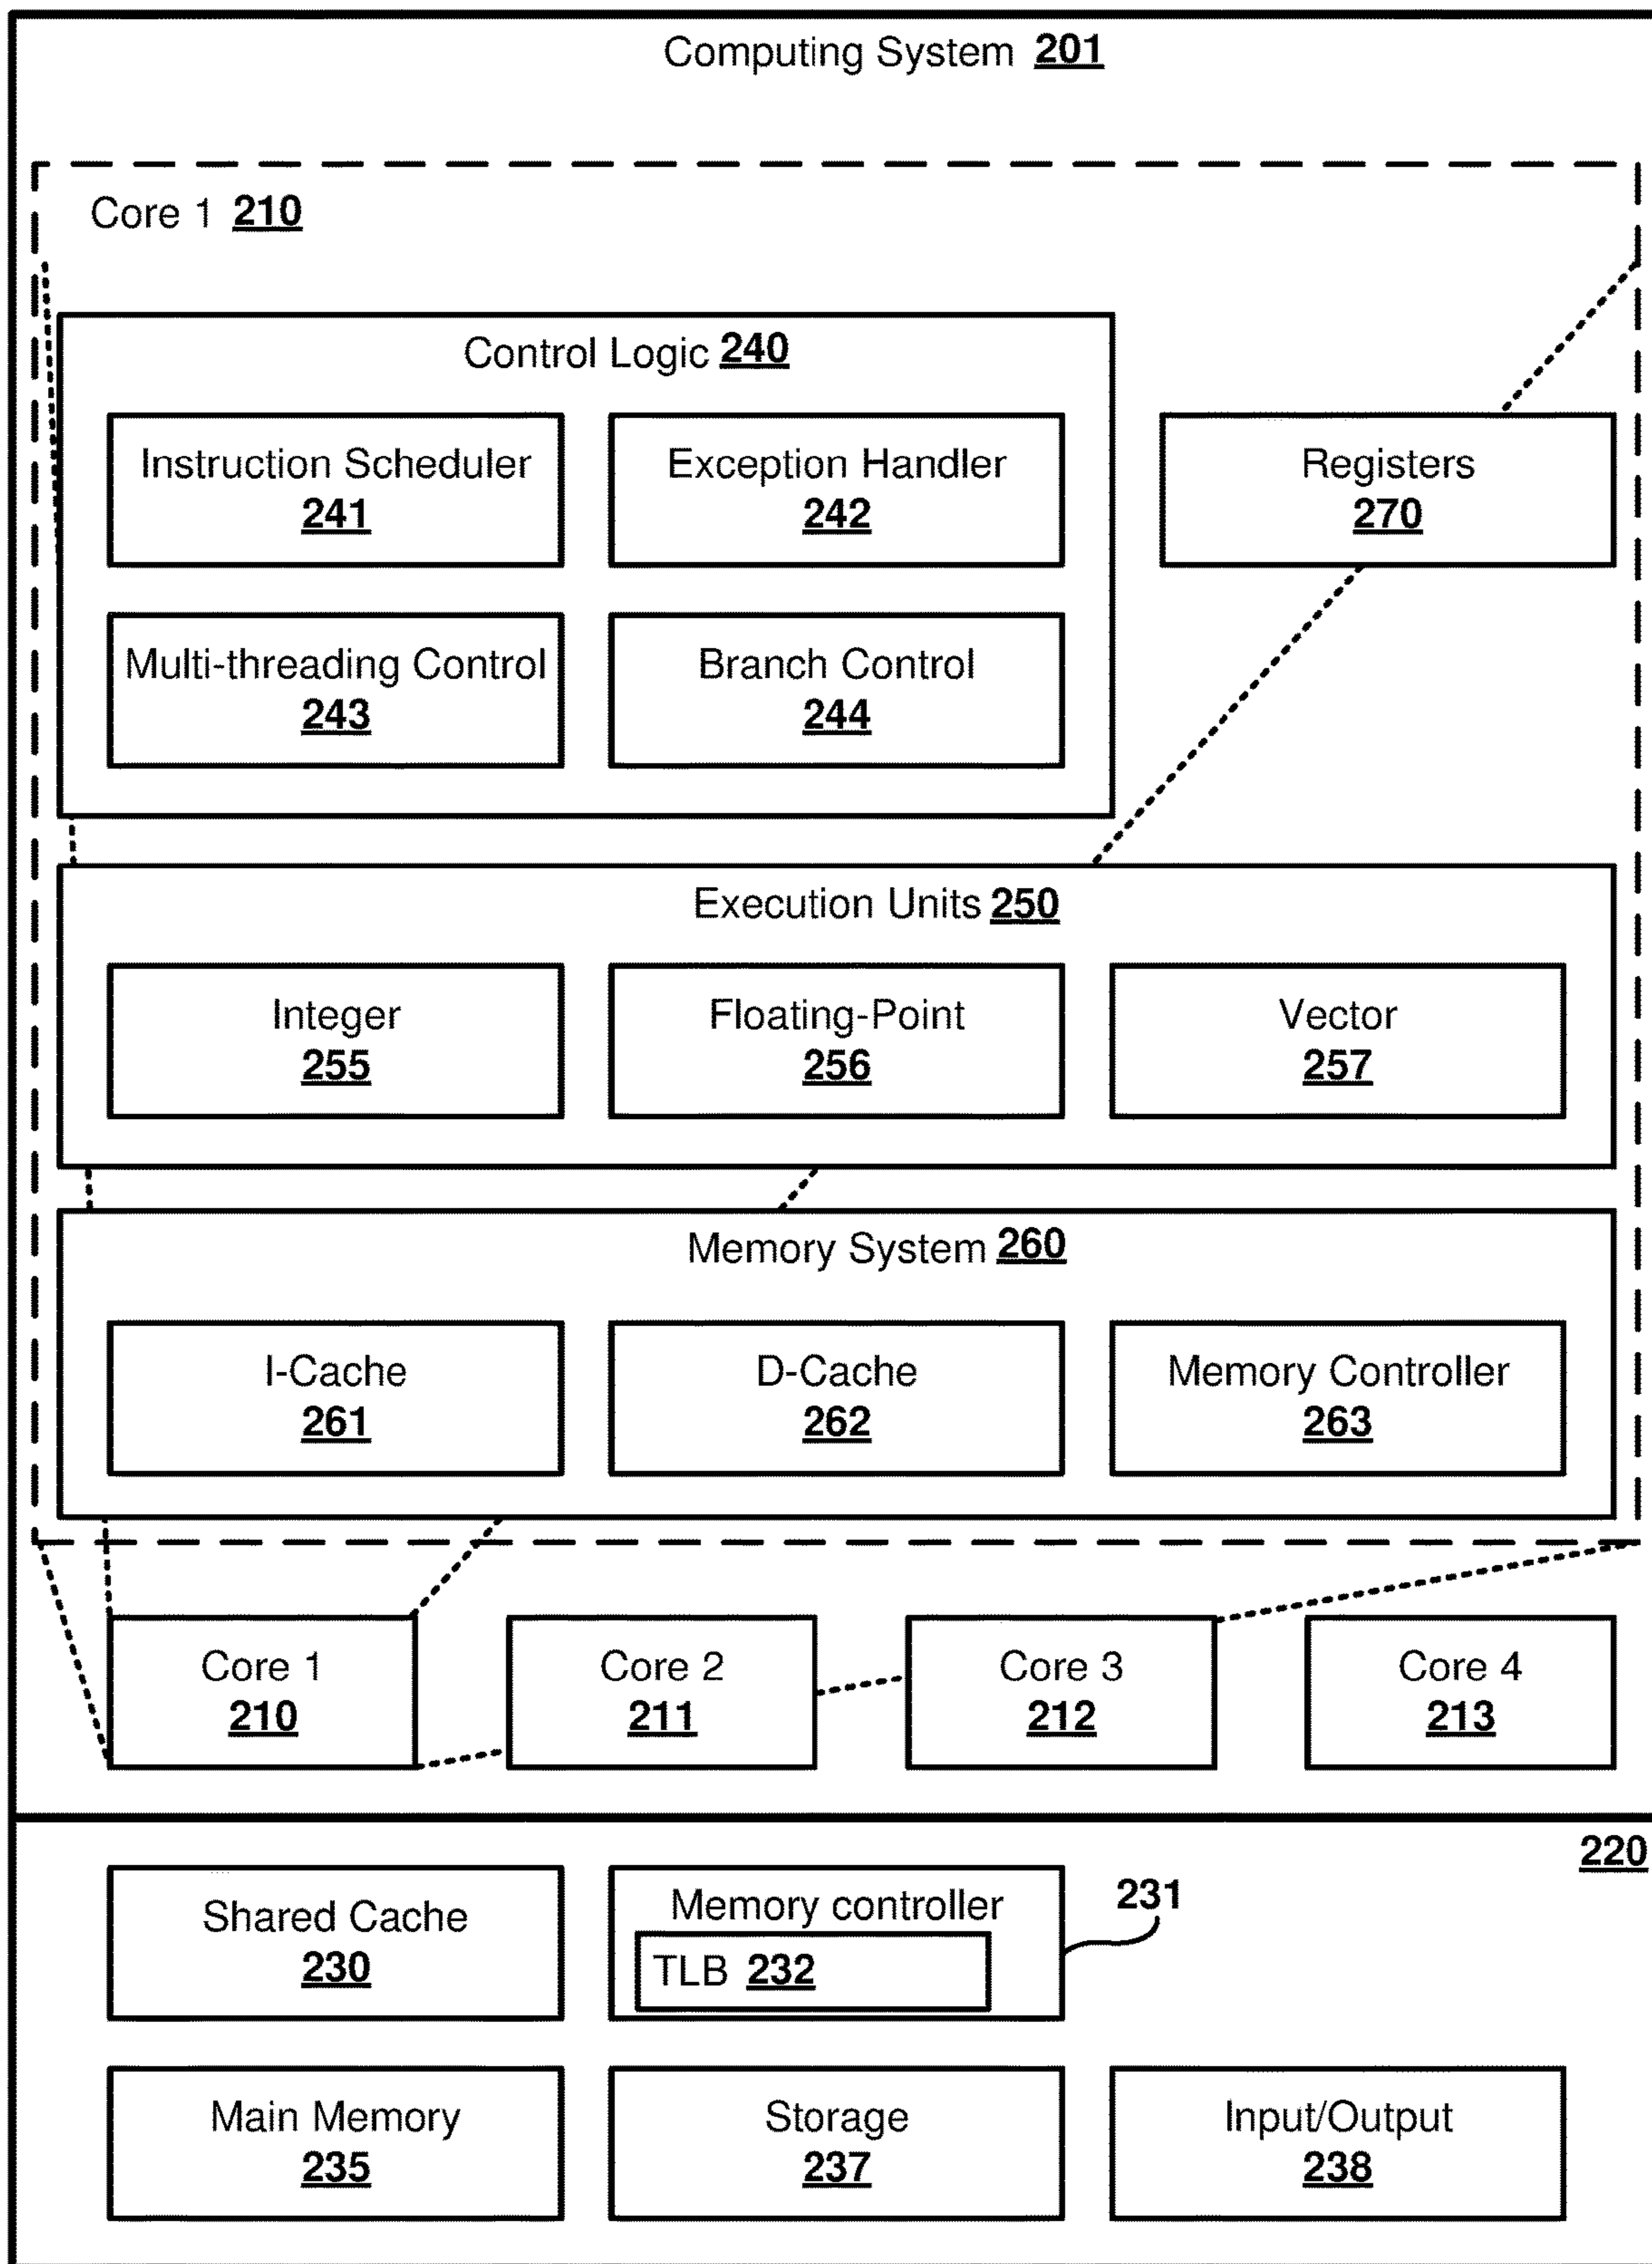 Computing System 201
Core 1 210
Control Logic 240
Instruction Scheduler
241
Exception Handler
242
Registers
270
Multi-threading Control
243
Branch Control
244
Execution Units 250
Integer
255
Floating-Point
256
Vector
257
Memory System 260
I-Cache
261
D-Cache
262
Memory Controller
263
Core 1
210
Core 2
211
Core 3
212
Core 4
213
220
Shared Cache
230
Memory controller
TLB 232
231
Main Memory
235
Storage
237
Input/Output
238